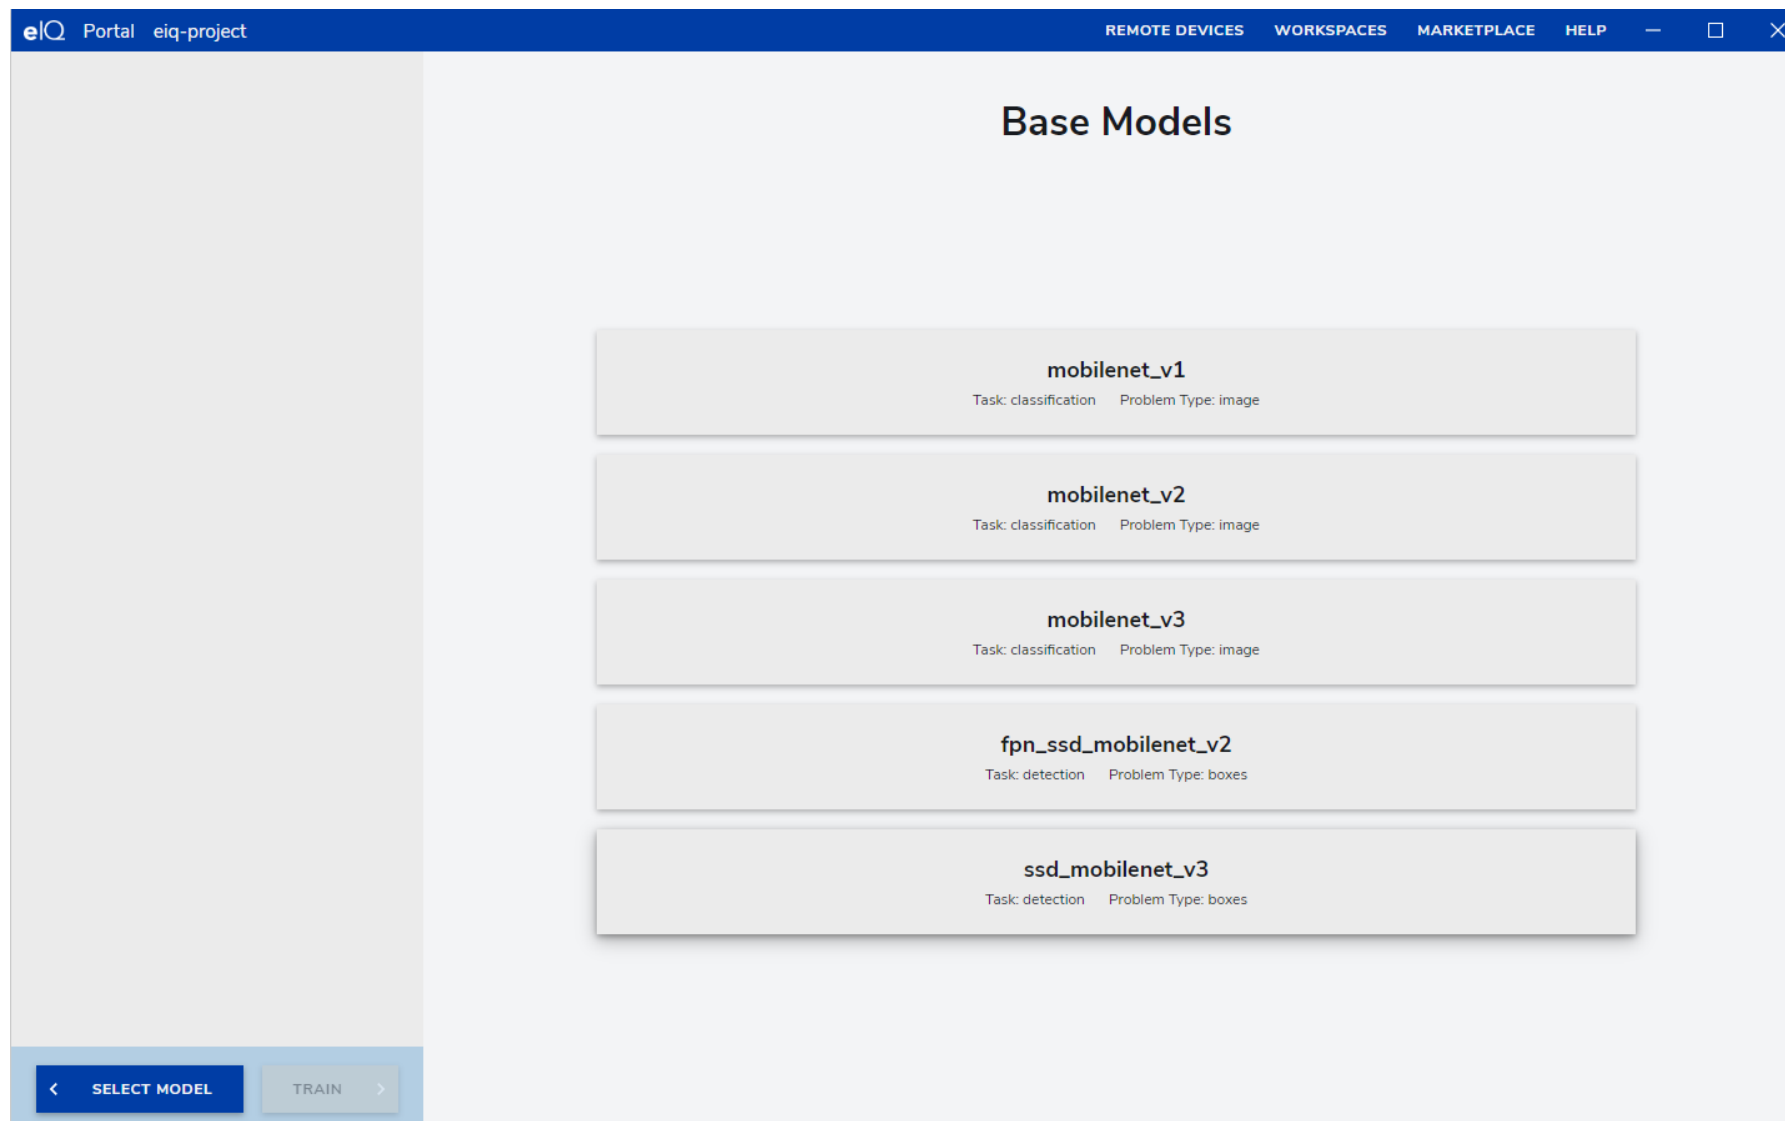 eIQ Portal eiq-project REMOTE DEVICES WORKSPACES MARKETPLACE HELP
Base Models
mobilenet_v1
Task: classification Problem Type: image
mobilenet_v2
Task: classification Problem Type: image
mobilenet_v3
Task: classification Problem Type: image
fpn_ssd_mobilenet_v2
Task: detection Problem Type: boxes
ssd_mobilenet_v3
Task: detection Problem Type: boxes
SELECT MODEL TRAIN